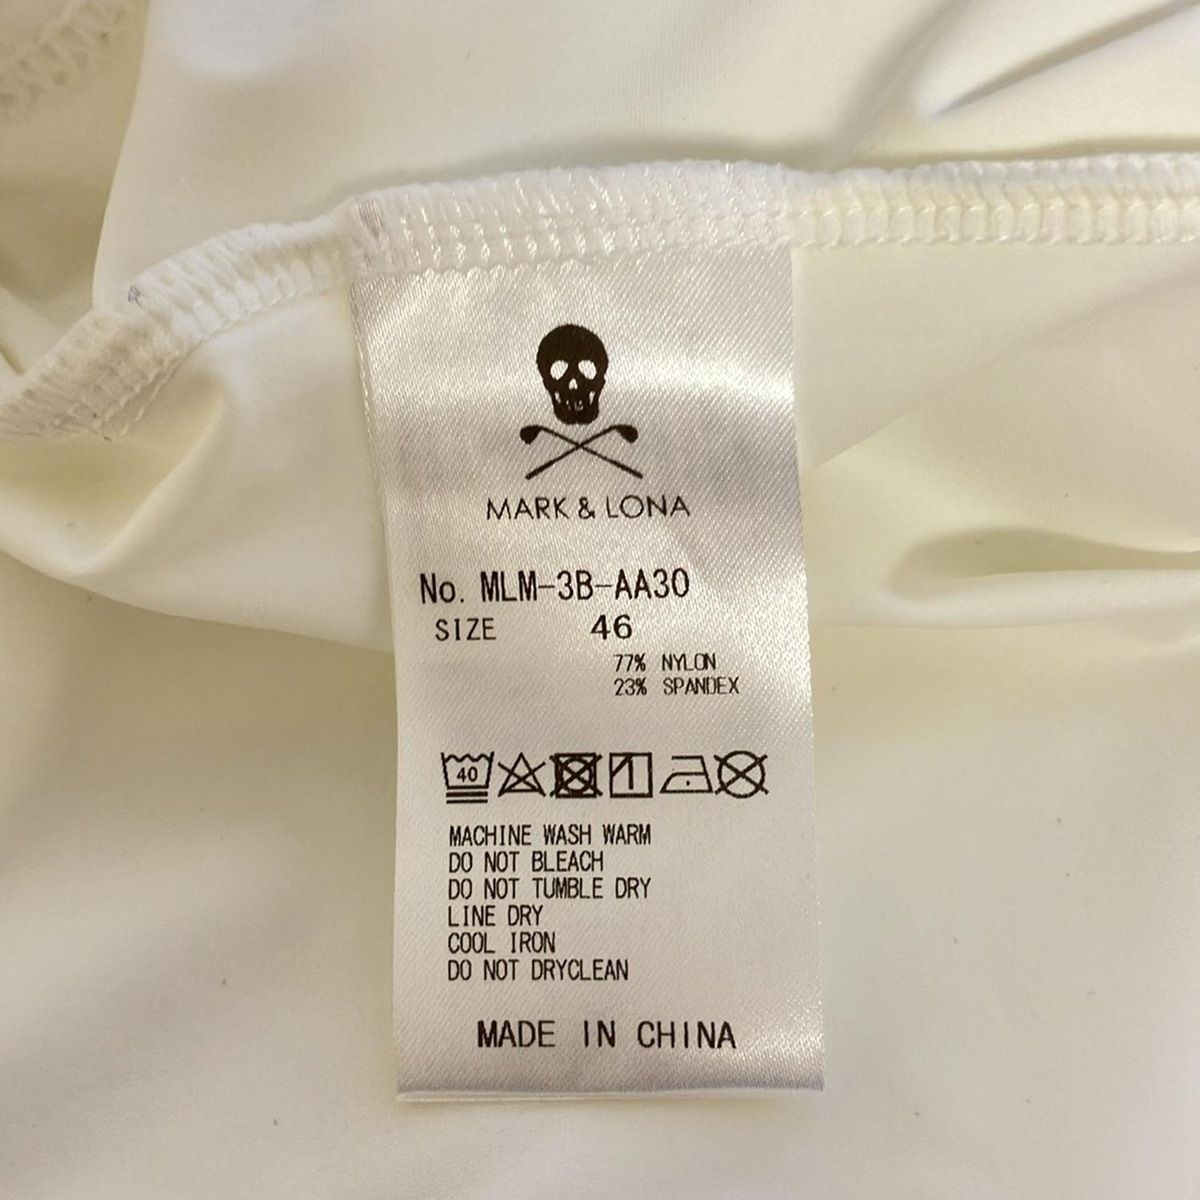 MARK & LONA
No. MLM-3B-AA30
SIZE 46
77% NYLON
23% SPANDEX
40
MACHINE WASH WARM
DO NOT BLEACH
DO NOT TUMBLE DRY
LINE DRY
COOL IRON
DO NOT DRYCLEAN
MADE IN CHINA